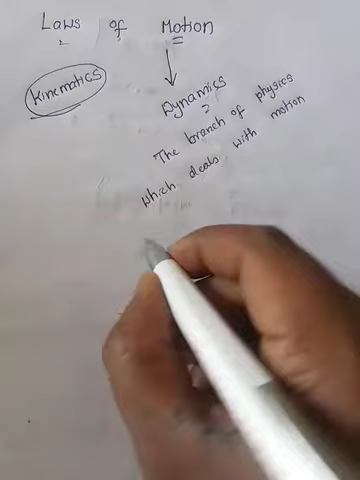 Laws of Motion
Kinematics
Dynamics
The branch of physics
which deals with motion